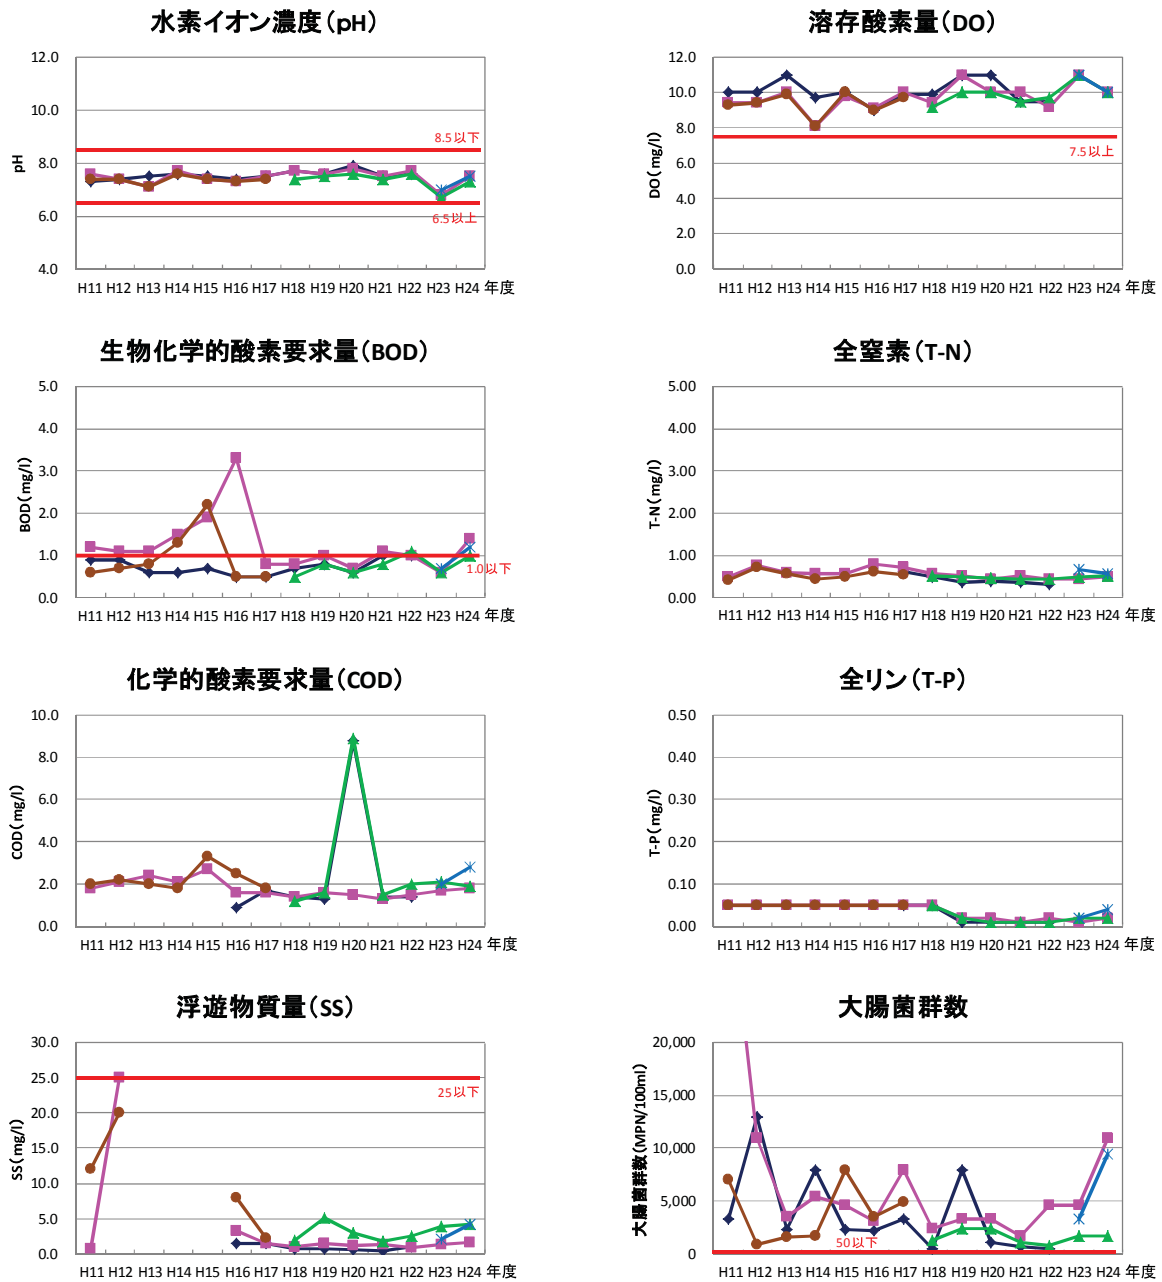 水素イオン濃度（pH）
12.0
10.0
8.0
6.0
4.0
pH
8.5以下
6.5以上
H11 H12 H13 H14 H15 H16 H17 H18 H19 H20 H21 H22 H23 H24 年度
溶存酸素量（DO）
12.0
10.0
8.0
6.0
4.0
2.0
0.0
DO（mg/l）
7.5以上
H11 H12 H13 H14 H15 H16 H17 H18 H19 H20 H21 H22 H23 H24 年度
生物化学的酸素要求量（BOD）
5.0
4.0
3.0
2.0
1.0
0.0
BOD（mg/l）
1.0以下
H11 H12 H13 H14 H15 H16 H17 H18 H19 H20 H21 H22 H23 H24 年度
全窒素（T-N）
5.00
4.00
3.00
2.00
1.00
0.00
T-N（mg/l）
H11 H12 H13 H14 H15 H16 H17 H18 H19 H20 H21 H22 H23 H24 年度
化学的酸素要求量（COD）
10.0
8.0
6.0
4.0
2.0
0.0
COD（mg/l）
H11 H12 H13 H14 H15 H16 H17 H18 H19 H20 H21 H22 H23 H24 年度
全リン（T-P）
0.50
0.40
0.30
0.20
0.10
0.00
T-P（mg/l）
H11 H12 H13 H14 H15 H16 H17 H18 H19 H20 H21 H22 H23 H24 年度
浮遊物質量（SS）
30.0
25.0
20.0
15.0
10.0
5.0
0.0
SS（mg/l）
25以下
H11 H12 H13 H14 H15 H16 H17 H18 H19 H20 H21 H22 H23 H24 年度
大腸菌群数
20,000
15,000
10,000
5,000
0
大腸菌群数（MPN/100ml）
50以下
H11 H12 H13 H14 H15 H16 H17 H18 H19 H20 H21 H22 H23 H24 年度